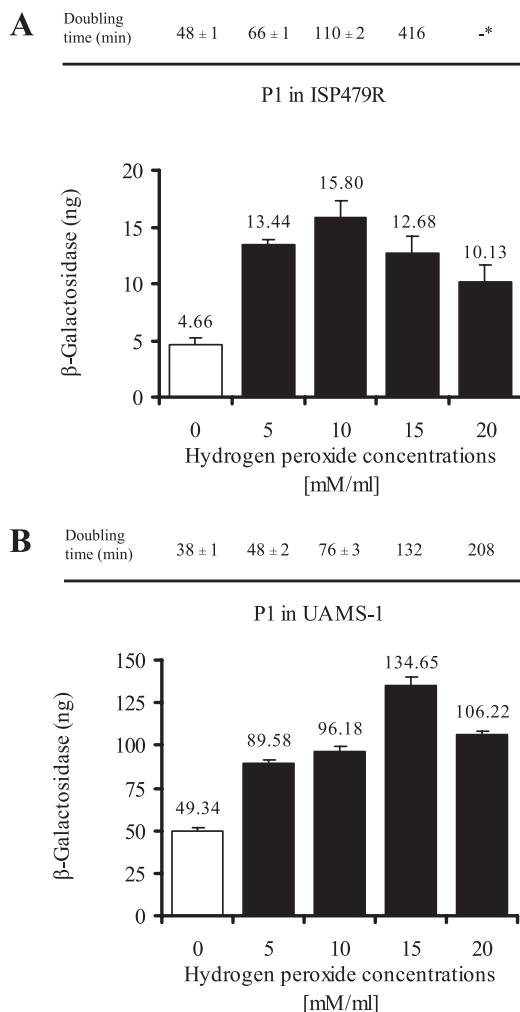 A
Doubling
time (min) 48 ± 1 66 ± 1 110 ± 2 416 -*
P1 in ISP479R
β-Galactosidase (ng)
20
15
10
5
0
4.66 13.44 15.80 12.68 10.13
0 5 10 15 20
Hydrogen peroxide concentrations
[mM/ml]
B
Doubling
time (min) 38 ± 1 48 ± 2 76 ± 3 132 208
P1 in UAMS-1
β-Galactosidase (ng)
150
125
100
75
50
25
0
49.34 89.58 96.18 134.65 106.22
0 5 10 15 20
Hydrogen peroxide concentrations
[mM/ml]